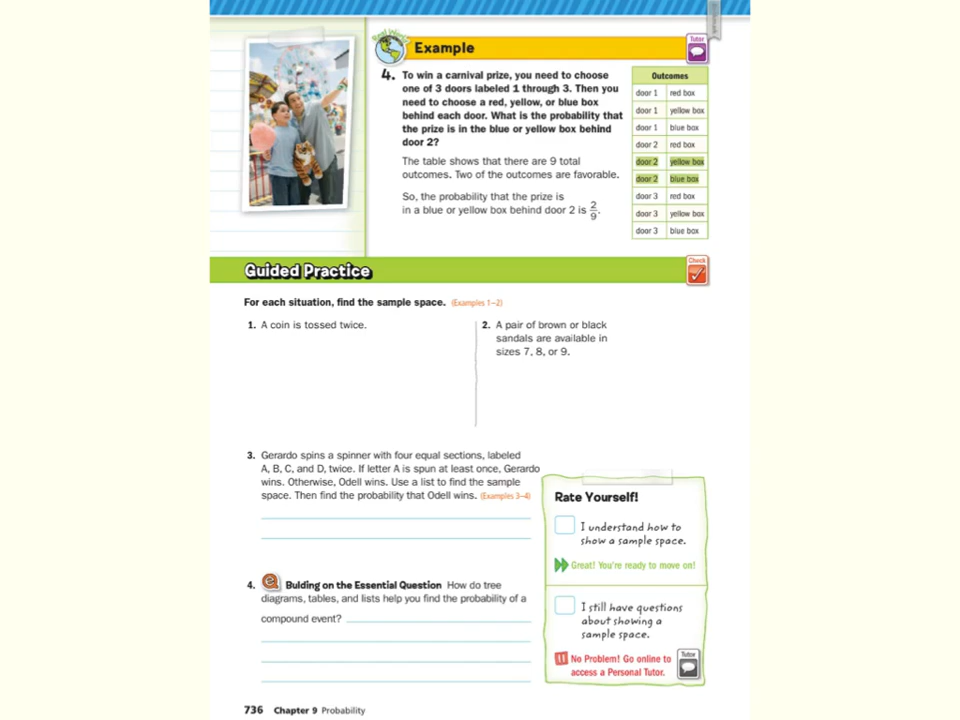 Real World
Example
Tutor
4. To win a carnival prize, you need to choose
one of 3 doors labeled 1 through 3. Then you
need to choose a red, yellow, or blue box
behind each door. What is the probability that
the prize is in the blue or yellow box behind
door 2?
The table shows that there are 9 total
outcomes. Two of the outcomes are favorable.
So, the probability that the prize is
in a blue or yellow box behind door 2 is 2/9.
Outcomes
door 1 red box
door 1 yellow box
door 1 blue box
door 2 red box
door 2 yellow box
door 2 blue box
door 3 red box
door 3 yellow box
door 3 blue box
Guided Practice
Check
For each situation, find the sample space. (Examples 1–2)
1. A coin is tossed twice.
2. A pair of brown or black
sandals are available in
sizes 7, 8, or 9.
3. Gerardo spins a spinner with four equal sections, labeled
A, B, C, and D, twice. If letter A is spun at least once, Gerardo
wins. Otherwise, Odell wins. Use a list to find the sample
space. Then find the probability that Odell wins. (Examples 3–4)
4. e Bulding on the Essential Question How do tree
diagrams, tables, and lists help you find the probability of a
compound event?
Rate Yourself!
I understand how to
show a sample space.
Great! You're ready to move on!
I still have questions
about showing a
sample space.
No Problem! Go online to
access a Personal Tutor.
Tutor
736 Chapter 9 Probability